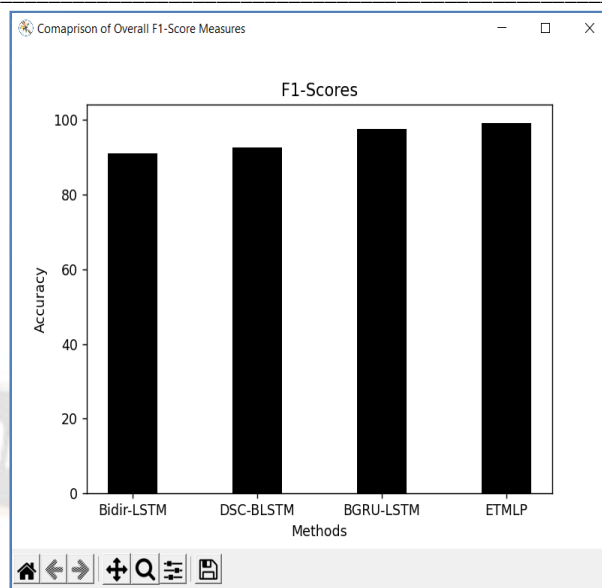 Comaprison of Overall F1-Score Measures
F1-Scores
100
80
60
40
20
0
Accuracy
Bidir-LSTM DSC-BLSTM BGRU-LSTM ETMLP
Methods